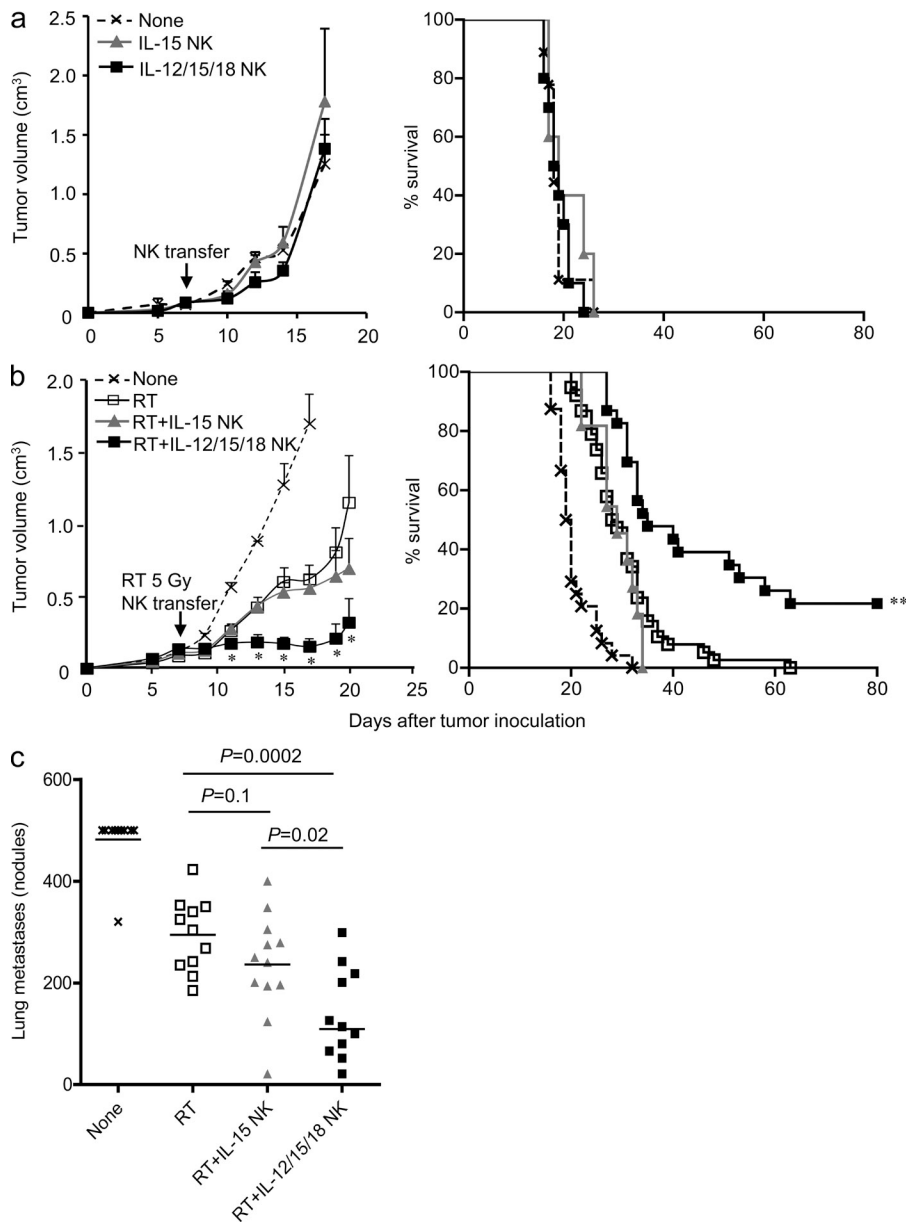 a
2.5
2.0
1.5
1.0
0.5
0
Tumor volume (cm³)
None
IL-15 NK
IL-12/15/18 NK
NK transfer
0 5 10 15 20
100
80
60
40
20
0
% survival
0 20 40 60 80
b
2.0
1.5
1.0
0.5
0
Tumor volume (cm³)
None
RT
RT+IL-15 NK
RT+IL-12/15/18 NK
RT 5 Gy
NK transfer
* * * * * *
0 5 10 15 20 25
100
80
60
40
20
0
% survival
**
0 20 40 60 80
Days after tumor inoculation
c
600
400
200
0
Lung metastases (nodules)
P=0.0002
P=0.1
P=0.02
None
RT
RT+IL-15 NK
RT+IL-12/15/18 NK